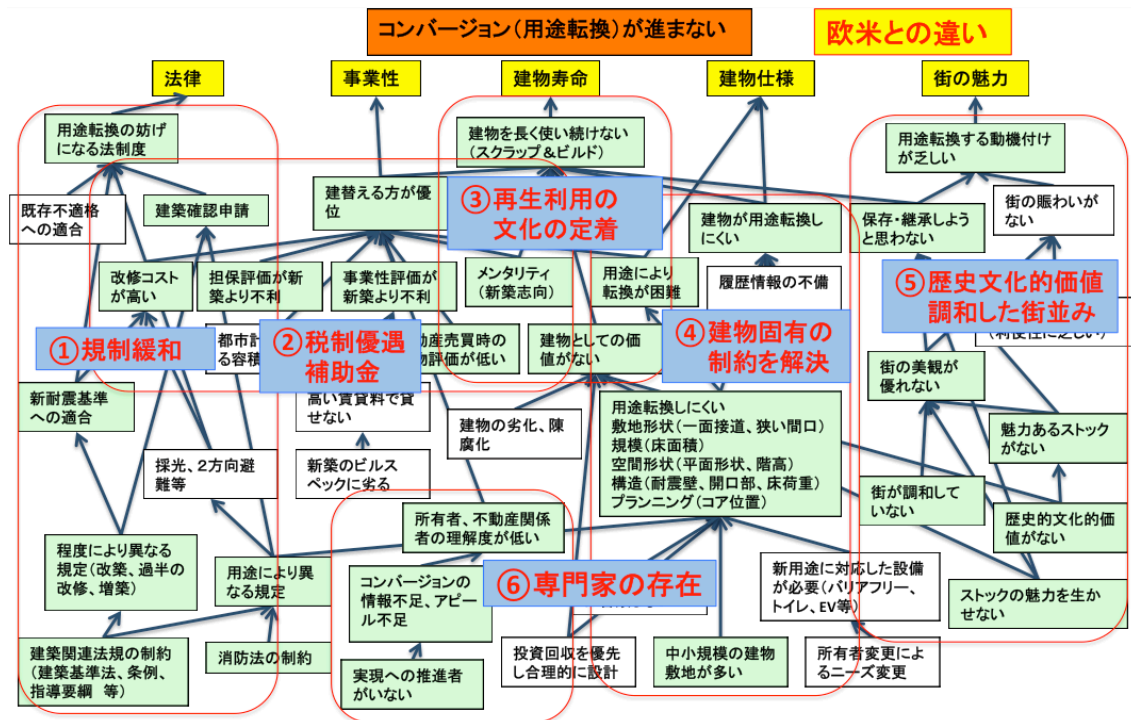 コンバージョン（用途転換）が進まない
欧米との違い
法律
事業性
建物寿命
建物仕様
街の魅力
用途転換の妨げ
になる法制度
建物を長く使い続けない
（スクラップ＆ビルド）
用途転換する動機付け
が乏しい
既存不適格
への適合
建築確認申請
建替える方が優
位
③再生利用の
文化の定着
建物が用途転換し
にくい
保存・継承しよう
と思わない
街の賑わいが
ない
改修コスト
が高い
担保評価が新
築より不利
事業性評価が
新築より不利
メンタリティ
（新築志向）
用途により
転換が困難
履歴情報の不備
⑤歴史文化的価値
調和した街並み
（利便性に乏しい）
①規制緩和
都市計
る容積
②税制優遇
補助金
動産売買時の
物評価が低い
建物としての価
値がない
④建物固有の
制約を解決
街の美観が
優れない
新耐震基準
への適合
高い賃貸料で貸
せない
建物の劣化、陳
腐化
用途転換しにくい
敷地形状（一面接道、狭い間口）
規模（床面積）
空間形状（平面形状、階高）
構造（耐震壁、開口部、床荷重）
プランニング（コア位置）
魅力あるストック
がない
採光、２方向避
難等
新築のビルス
ペックに劣る
街が調和して
いない
歴史的文化的価
値がない
所有者、不動産関係
者の理解度が低い
程度により異なる
規定（改築、過半の
改修、増築）
用途により異
なる規定
コンバージョンの
情報不足、アピー
ル不足
⑥専門家の存在
新用途に対応した設備
が必要（バリアフリー、
トイレ、EV等）
ストックの魅力を生か
せない
建築関連法規の制約
（建築基準法、条例、
指導要綱　等）
消防法の制約
実現への推進者
がいない
投資回収を優先
し合理的に設計
中小規模の建物
敷地が多い
所有者変更によ
るニーズ変更